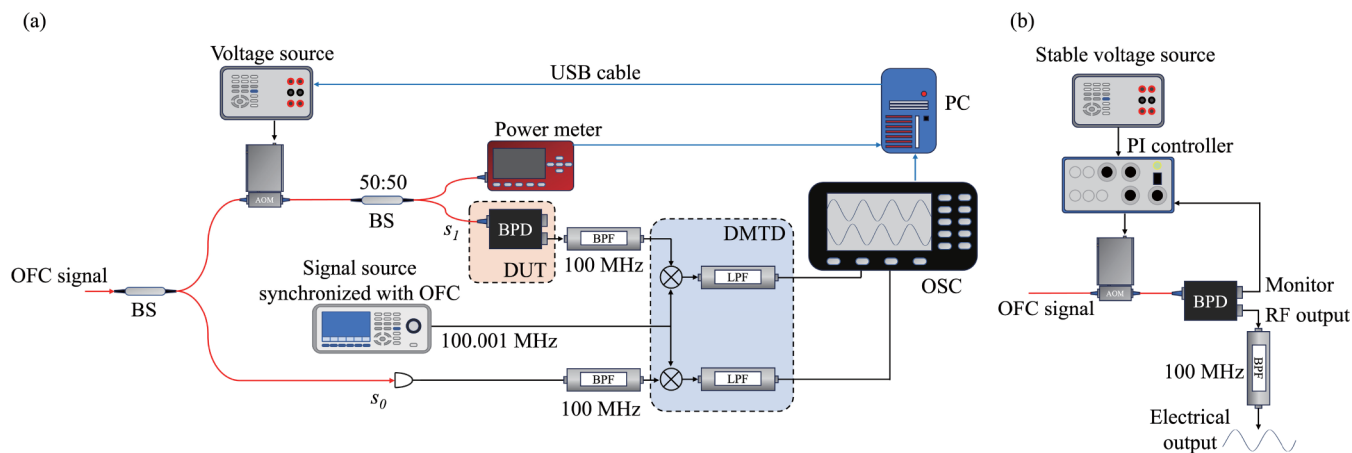 (a)
Voltage source
USB cable
PC
Power meter
AOM
50:50
BS
s1
BPD
DUT
BPF
100 MHz
DMTD
LPF
OSC
OFC signal
BS
Signal source
synchronized with OFC
100.001 MHz
s0
BPF
100 MHz
LPF
(b)
Stable voltage source
PI controller
AOM
OFC signal
BPD
Monitor
RF output
100 MHz
BPF
Electrical
output